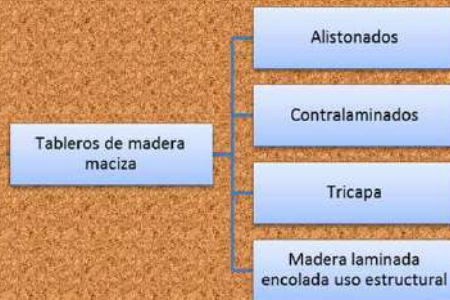 Alistonados
Contralaminados
Tableros de madera
maciza
Tricapa
Madera laminada
encolada uso estructural